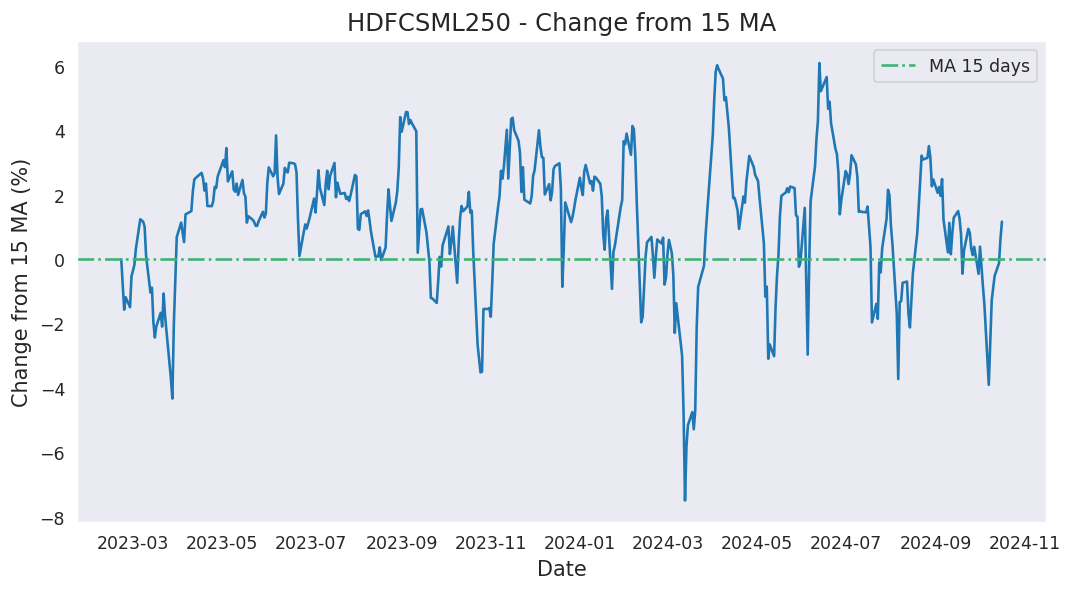 HDFCSML250 - Change from 15 MA
MA 15 days
Change from 15 MA (%)
6
4
2
0
−2
−4
−6
−8
2023-03 2023-05 2023-07 2023-09 2023-11 2024-01 2024-03 2024-05 2024-07 2024-09 2024-11
Date